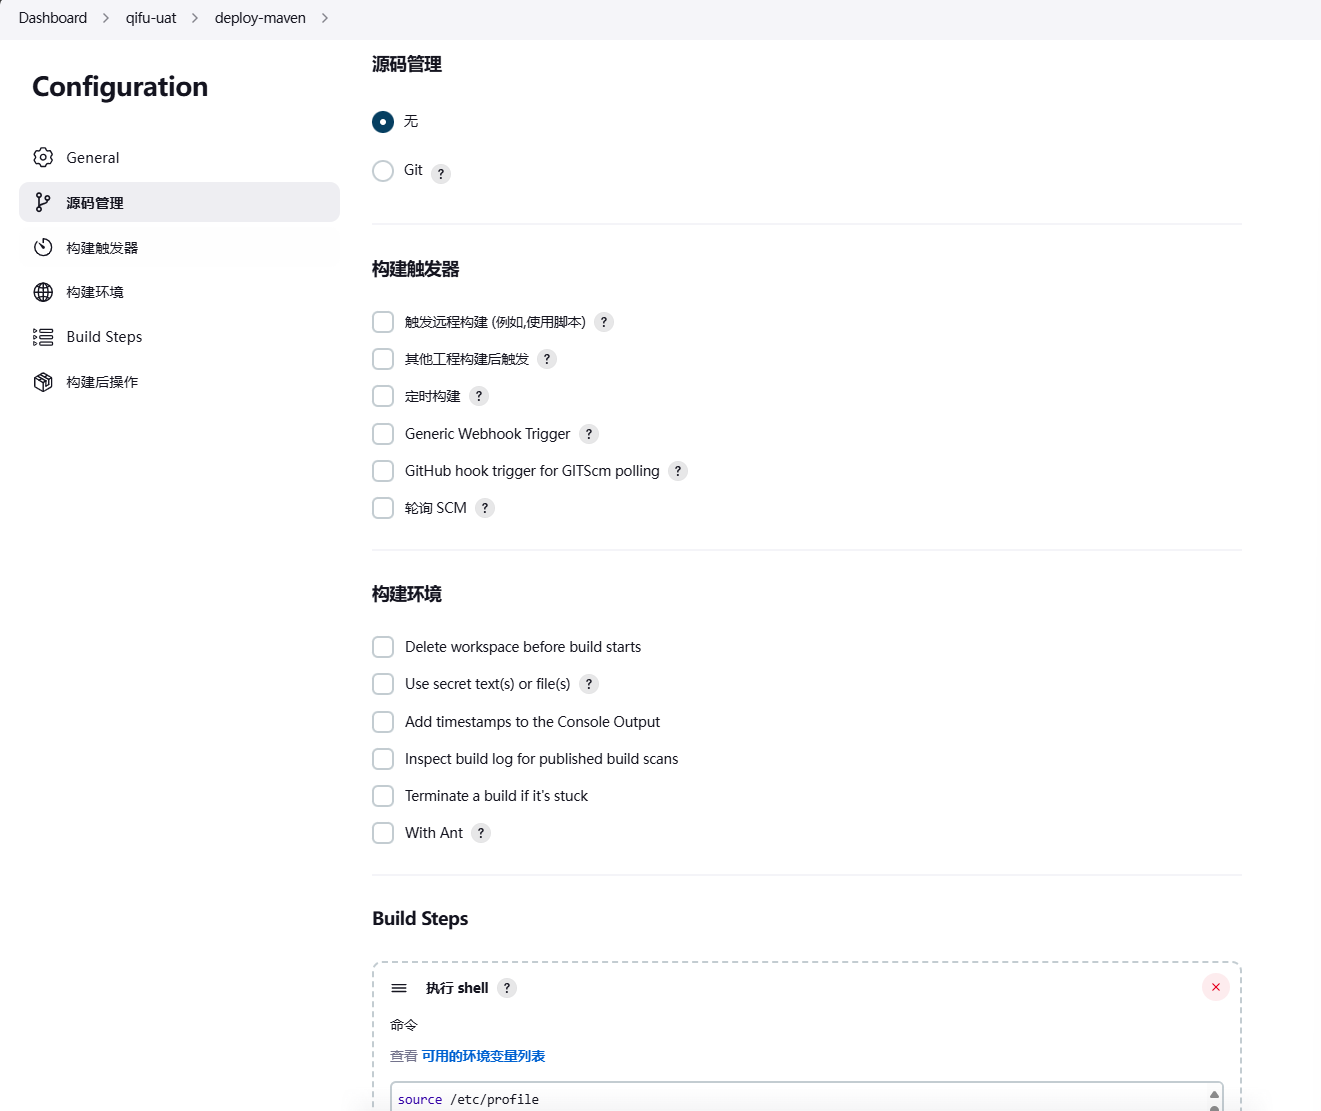 Dashboard > qifu-uat > deploy-maven >
Configuration
General
源码管理
构建触发器
构建环境
Build Steps
构建后操作
源码管理
无
Git ?
构建触发器
触发远程构建 (例如,使用脚本) ?
其他工程构建后触发 ?
定时构建 ?
Generic Webhook Trigger ?
GitHub hook trigger for GITScm polling ?
轮询 SCM ?
构建环境
Delete workspace before build starts
Use secret text(s) or file(s) ?
Add timestamps to the Console Output
Inspect build log for published build scans
Terminate a build if it's stuck
With Ant ?
Build Steps
执行 shell ?
命令
查看 可用的环境变量列表
source /etc/profile